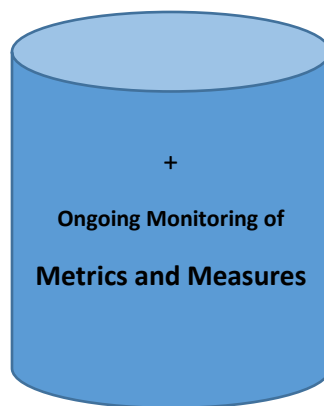 +
Ongoing Monitoring of
Metrics and Measures